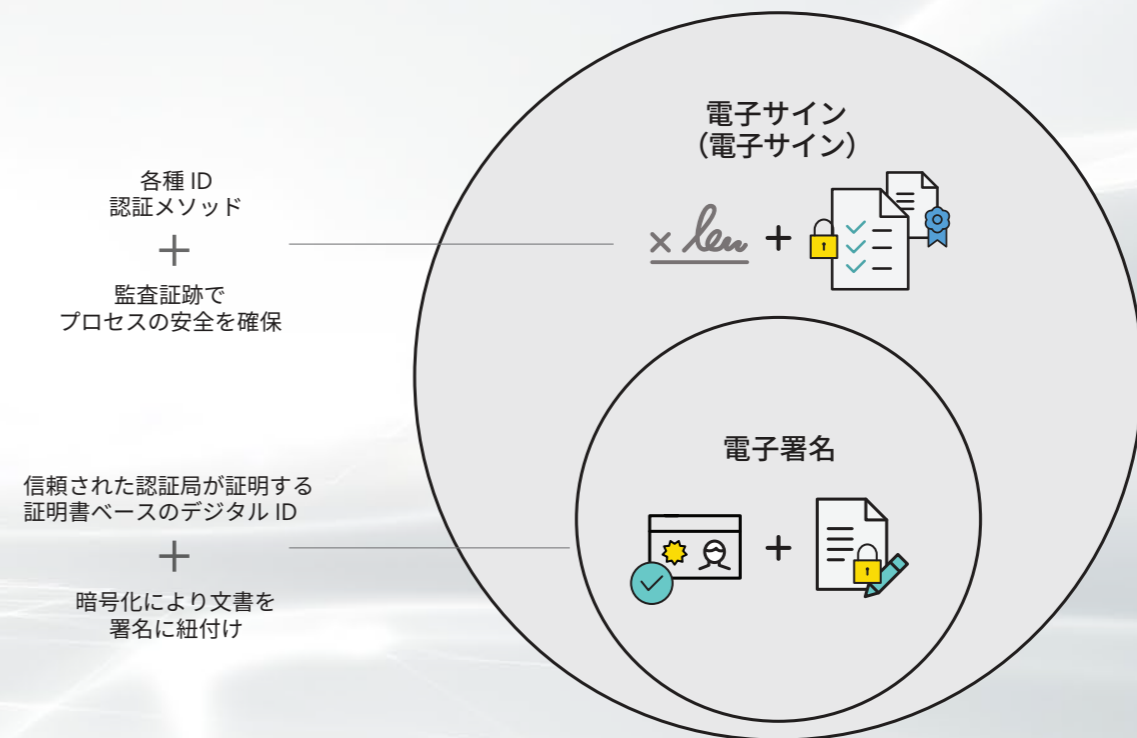 電子サイン
（電子サイン）
各種 ID
認証メソッド
+
監査証跡で
プロセスの安全を確保
× len
+
電子署名
信頼された認証局が証明する
証明書ベースのデジタル ID
+
暗号化により文書を
署名に紐付け
+